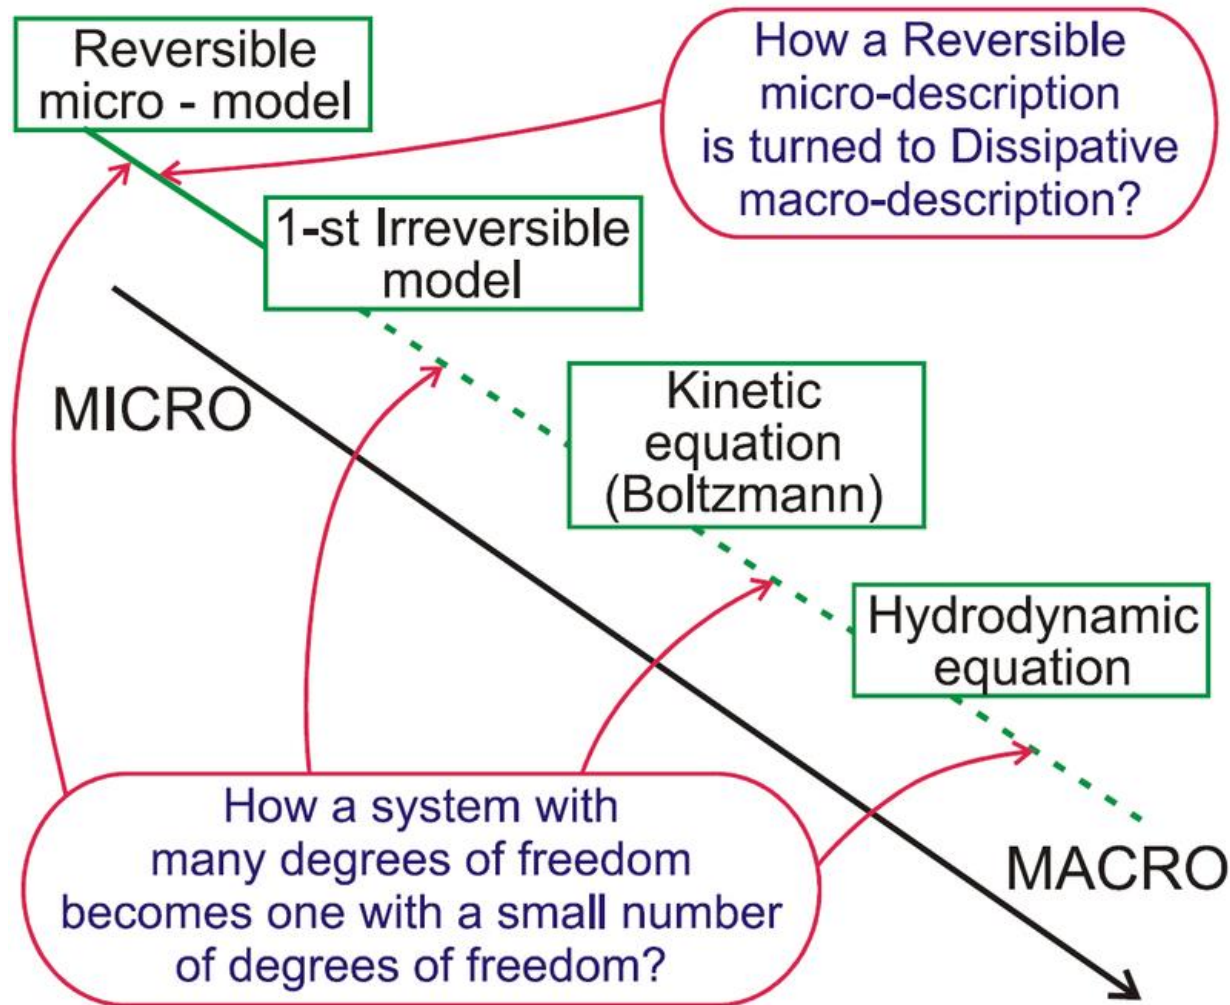 Reversible
micro - model
How a Reversible
micro-description
is turned to Dissipative
macro-description?
1-st Irreversible
model
MICRO
Kinetic
equation
(Boltzmann)
Hydrodynamic
equation
How a system with
many degrees of freedom
becomes one with a small number
of degrees of freedom?
MACRO